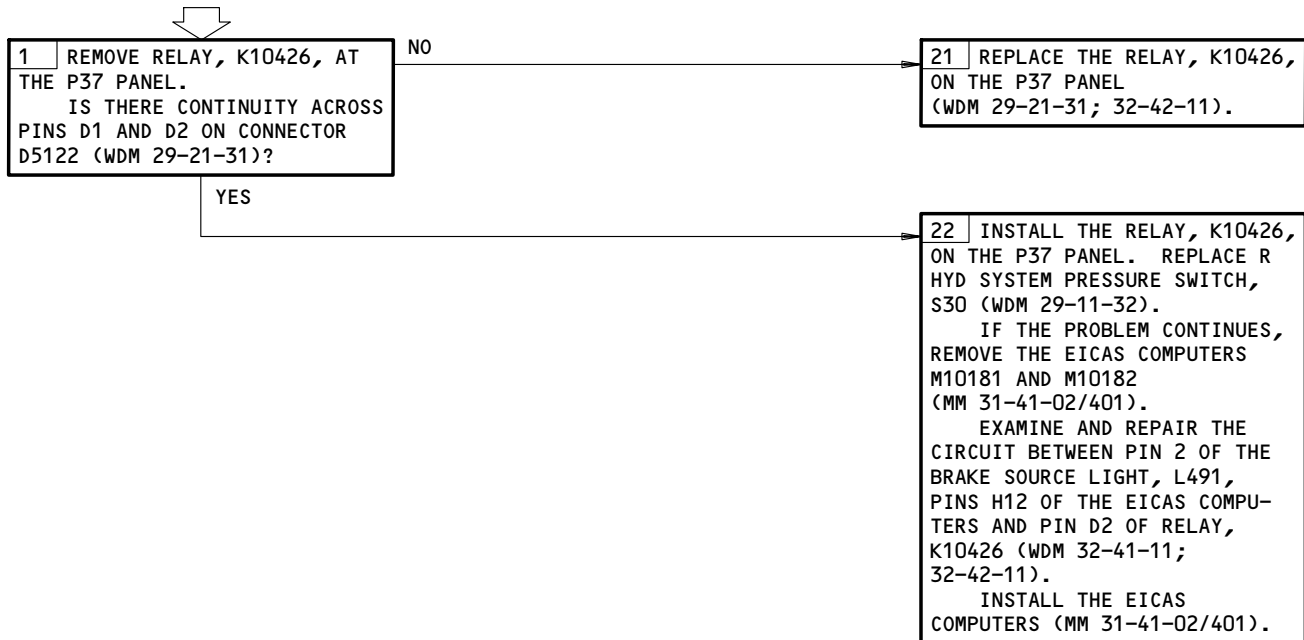 1 REMOVE RELAY, K10426, AT
THE P37 PANEL.
IS THERE CONTINUITY ACROSS
PINS D1 AND D2 ON CONNECTOR
D5122 (WDM 29-21-31)?
NO
YES
21 REPLACE THE RELAY, K10426,
ON THE P37 PANEL
(WDM 29-21-31; 32-42-11).
22 INSTALL THE RELAY, K10426,
ON THE P37 PANEL. REPLACE R
HYD SYSTEM PRESSURE SWITCH,
S30 (WDM 29-11-32).
IF THE PROBLEM CONTINUES,
REMOVE THE EICAS COMPUTERS
M10181 AND M10182
(MM 31-41-02/401).
EXAMINE AND REPAIR THE
CIRCUIT BETWEEN PIN 2 OF THE
BRAKE SOURCE LIGHT, L491,
PINS H12 OF THE EICAS COMPU-
TERS AND PIN D2 OF RELAY,
K10426 (WDM 32-41-11;
32-42-11).
INSTALL THE EICAS
COMPUTERS (MM 31-41-02/401).